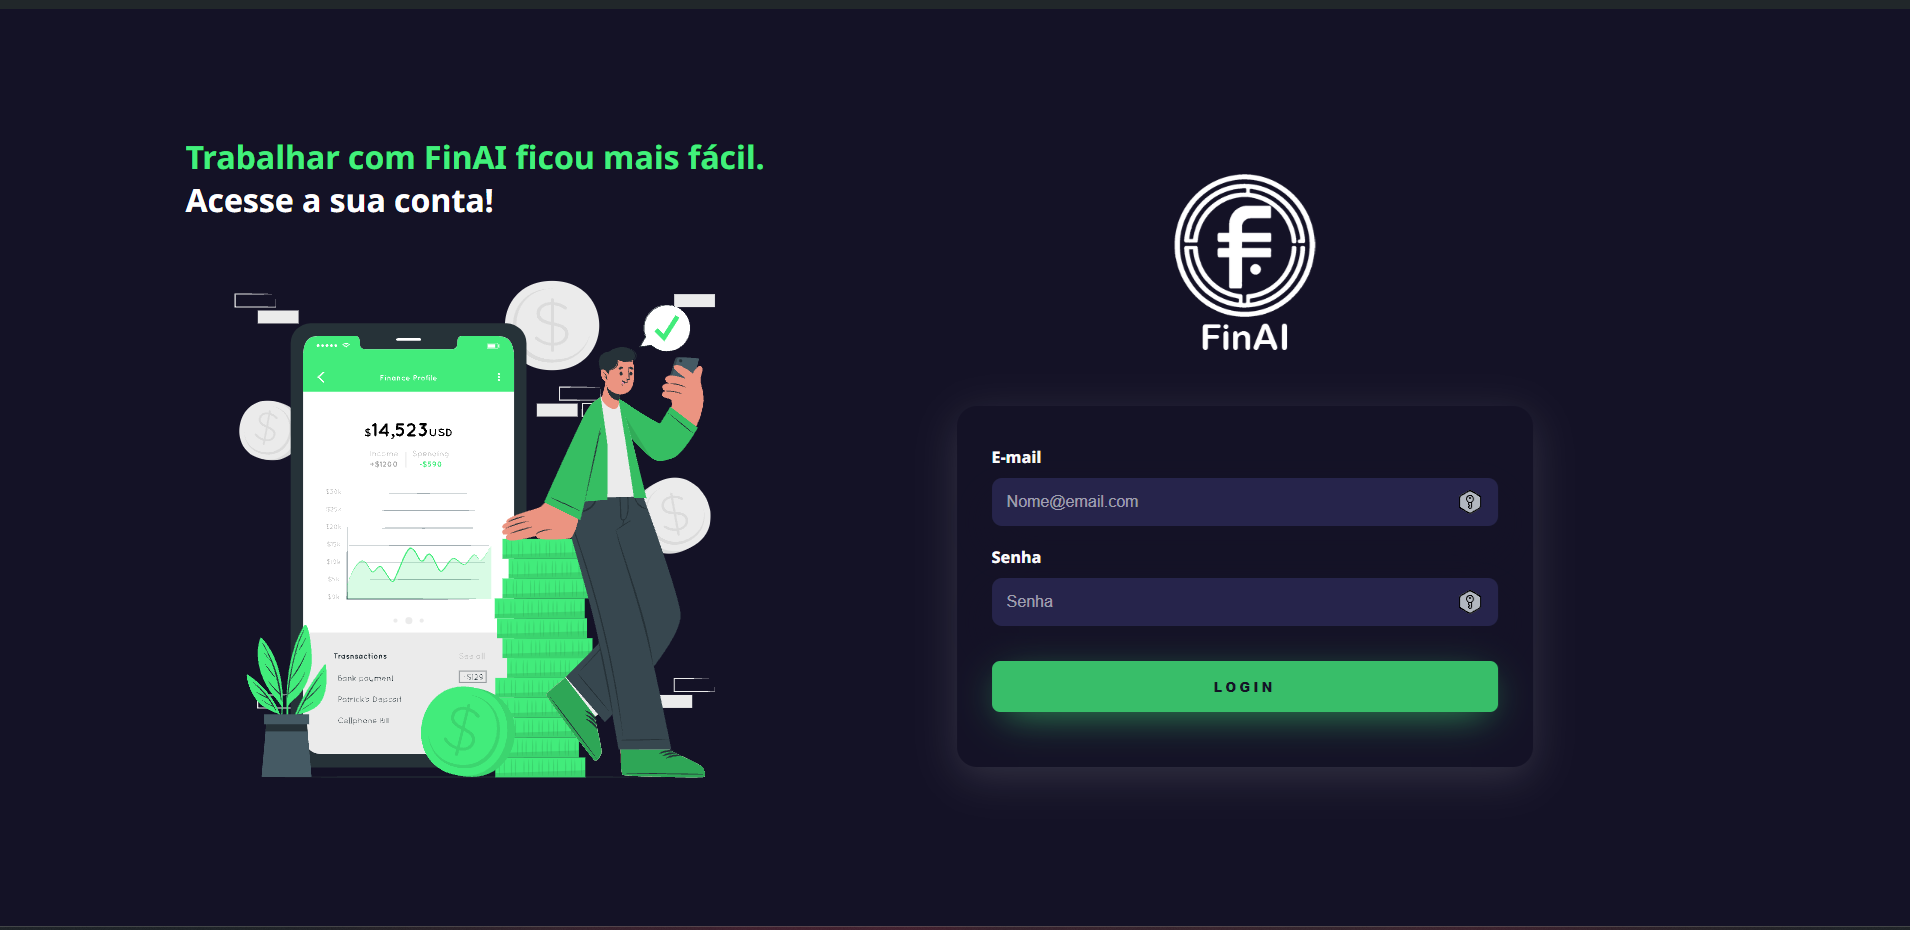 Trabalhar com FinAI ficou mais fácil.
Acesse a sua conta!
FinAI
Finance Profile
$14,523USD
Income Spending
+$1200 -$590
Trasnsactions See all
Bank payment -$129
Patrick's Deposit
Cellphone Bill
E-mail
Nome@email.com
Senha
Senha
LOGIN